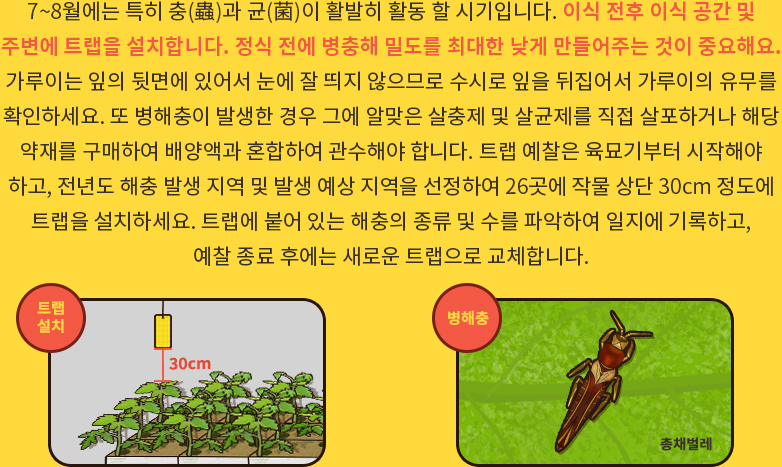 7~8월에는 특히 충(蟲)과 균(菌)이 활발히 활동 할 시기입니다. 이식 전후 이식 공간 및
주변에 트랩을 설치합니다. 정식 전에 병충해 밀도를 최대한 낮게 만들어주는 것이 중요해요.
가루이는 잎의 뒷면에 있어서 눈에 잘 띄지 않으므로 수시로 잎을 뒤집어서 가루이의 유무를
확인하세요. 또 병해충이 발생한 경우 그에 알맞은 살충제 및 살균제를 직접 살포하거나 해당
약재를 구매하여 배양액과 혼합하여 관수해야 합니다. 트랩 예찰은 육묘기부터 시작해야
하고, 전년도 해충 발생 지역 및 발생 예상 지역을 선정하여 26곳에 작물 상단 30cm 정도에
트랩을 설치하세요. 트랩에 붙어 있는 해충의 종류 및 수를 파악하여 일지에 기록하고,
예찰 종료 후에는 새로운 트랩으로 교체합니다.
트랩
설치
30cm
병해충
총채벌레